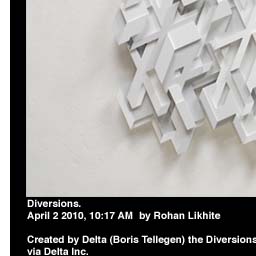 Diversions.
April 2 2010, 10:17 AM by Rohan Likhite
Created by Delta (Boris Tellegen) the Diversions
via Delta Inc.